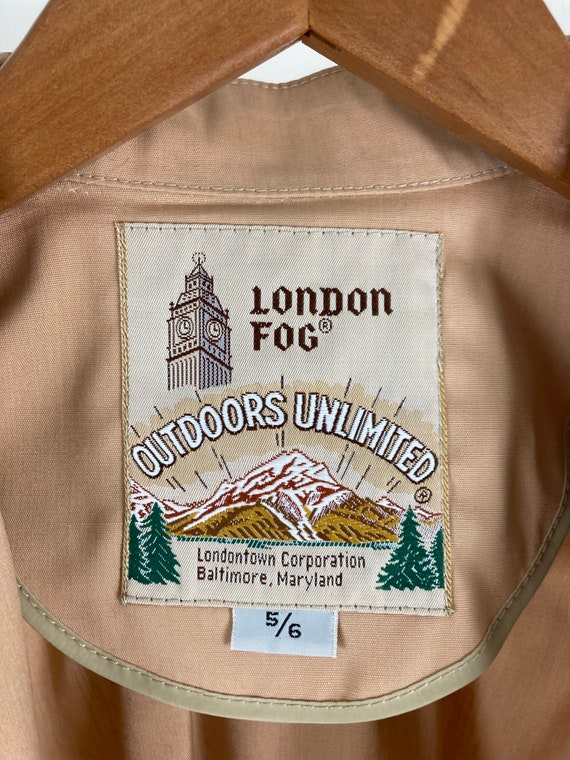 LONDON
FOG®
OUTDOORS UNLIMITED®
Londontown Corporation
Baltimore, Maryland
5/6